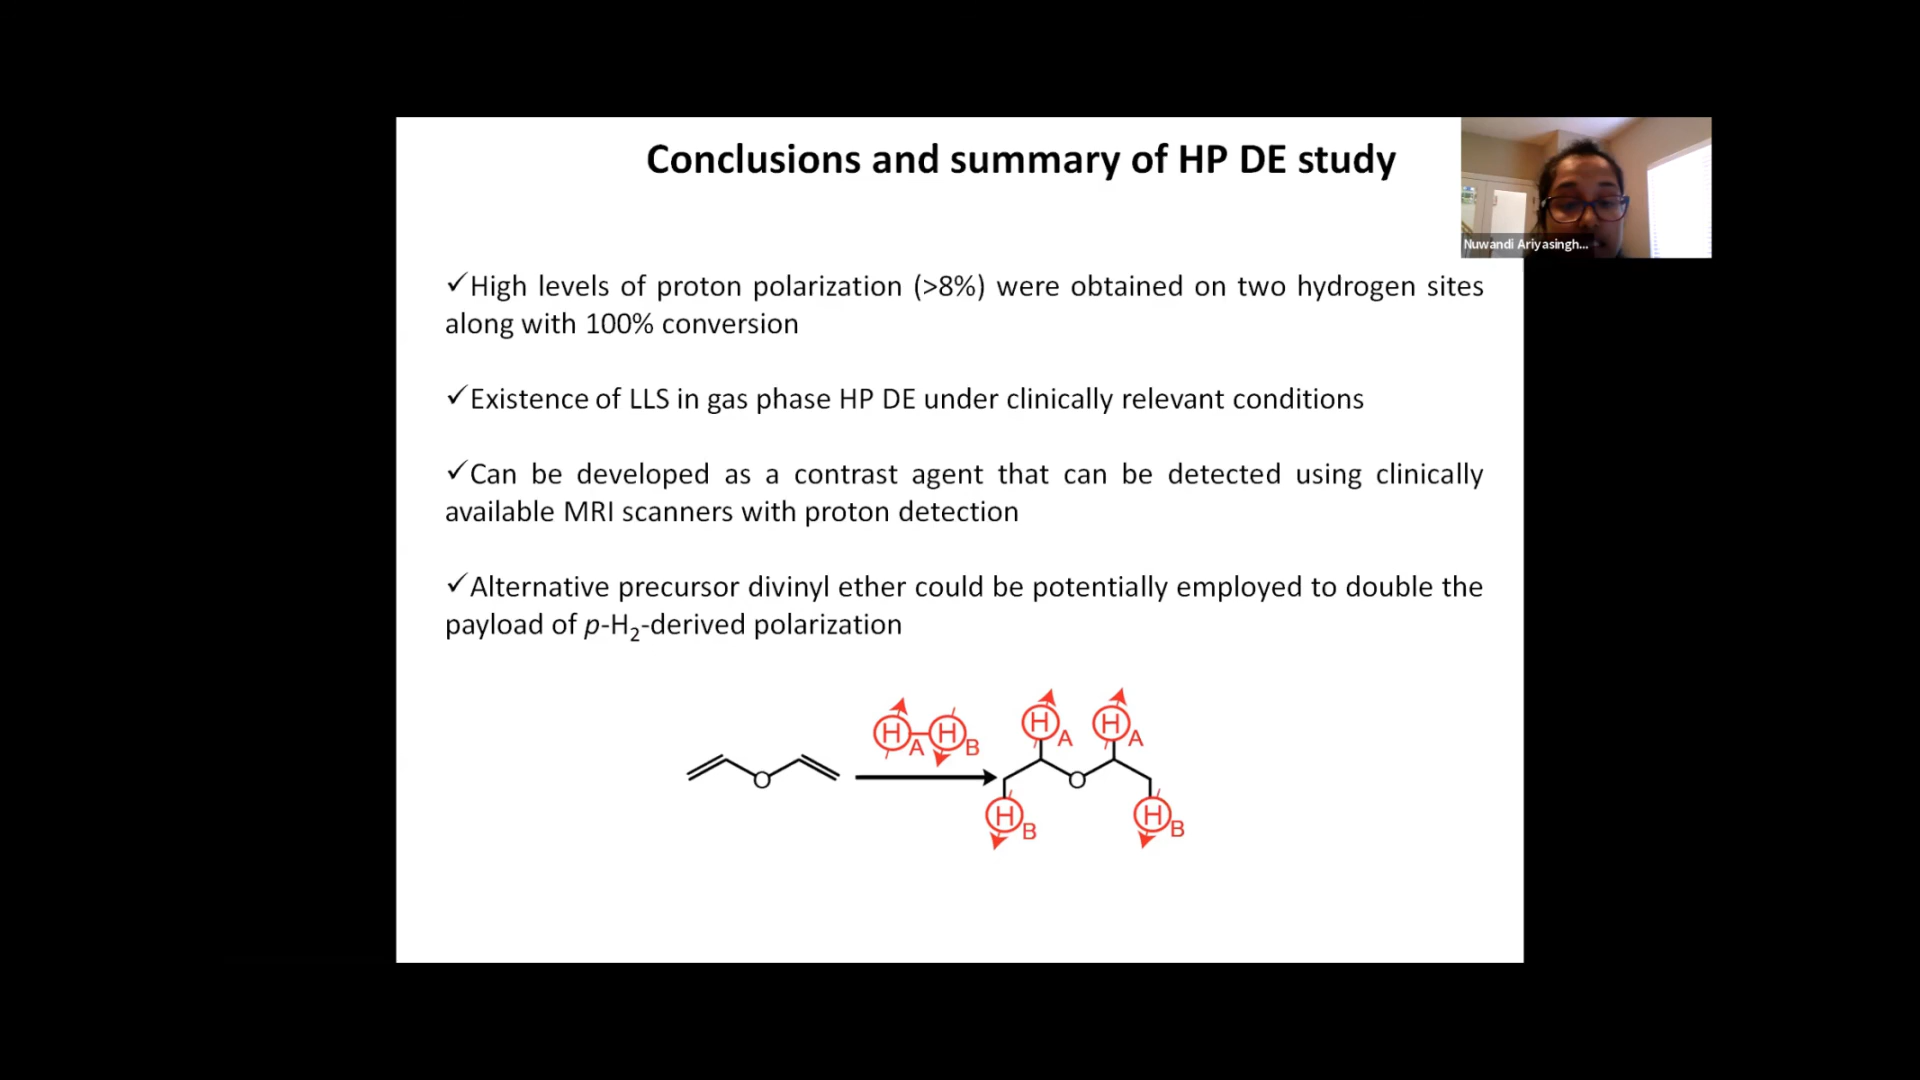 Conclusions and summary of HP DE study
Nuwandi Ariyasingh...
✓High levels of proton polarization (>8%) were obtained on two hydrogen sites
along with 100% conversion
✓Existence of LLS in gas phase HP DE under clinically relevant conditions
✓Can be developed as a contrast agent that can be detected using clinically
available MRI scanners with proton detection
✓Alternative precursor divinyl ether could be potentially employed to double the
payload of p-H₂-derived polarization
H A H B
H A H A
O O
H B H B